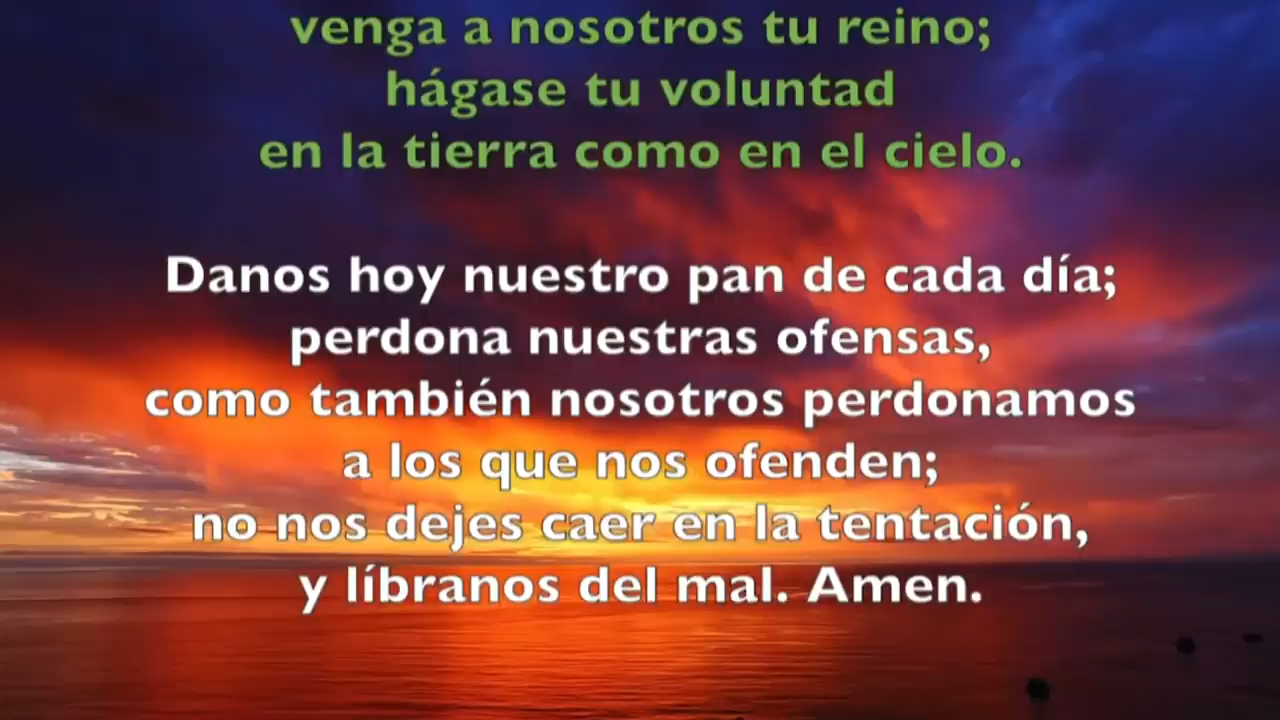 venga a nosotros tu reino;
hágase tu voluntad
en la tierra como en el cielo.
Danos hoy nuestro pan de cada día;
perdona nuestras ofensas,
como también nosotros perdonamos
a los que nos ofenden;
no nos dejes caer en la tentación,
y líbranos del mal. Amen.